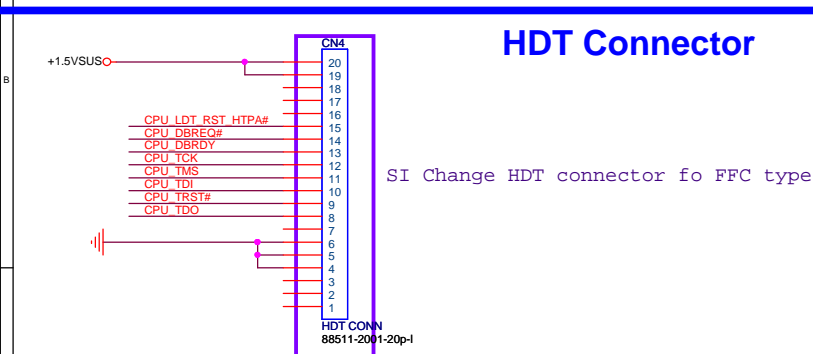 HDT Connector
CN4
+1.5VSUS
20
19
B
18
17
16
CPU_LDT_RST_HTPA#
15
CPU_DBREQ#
14
CPU_DBRDY
13
CPU_TCK
12
CPU_TMS
11
SI Change HDT connector fo FFC type
CPU_TDI
10
CPU_TRST#
9
CPU_TDO
8
7
6
5
4
3
2
1
HDT CONN
88511-2001-20p-l